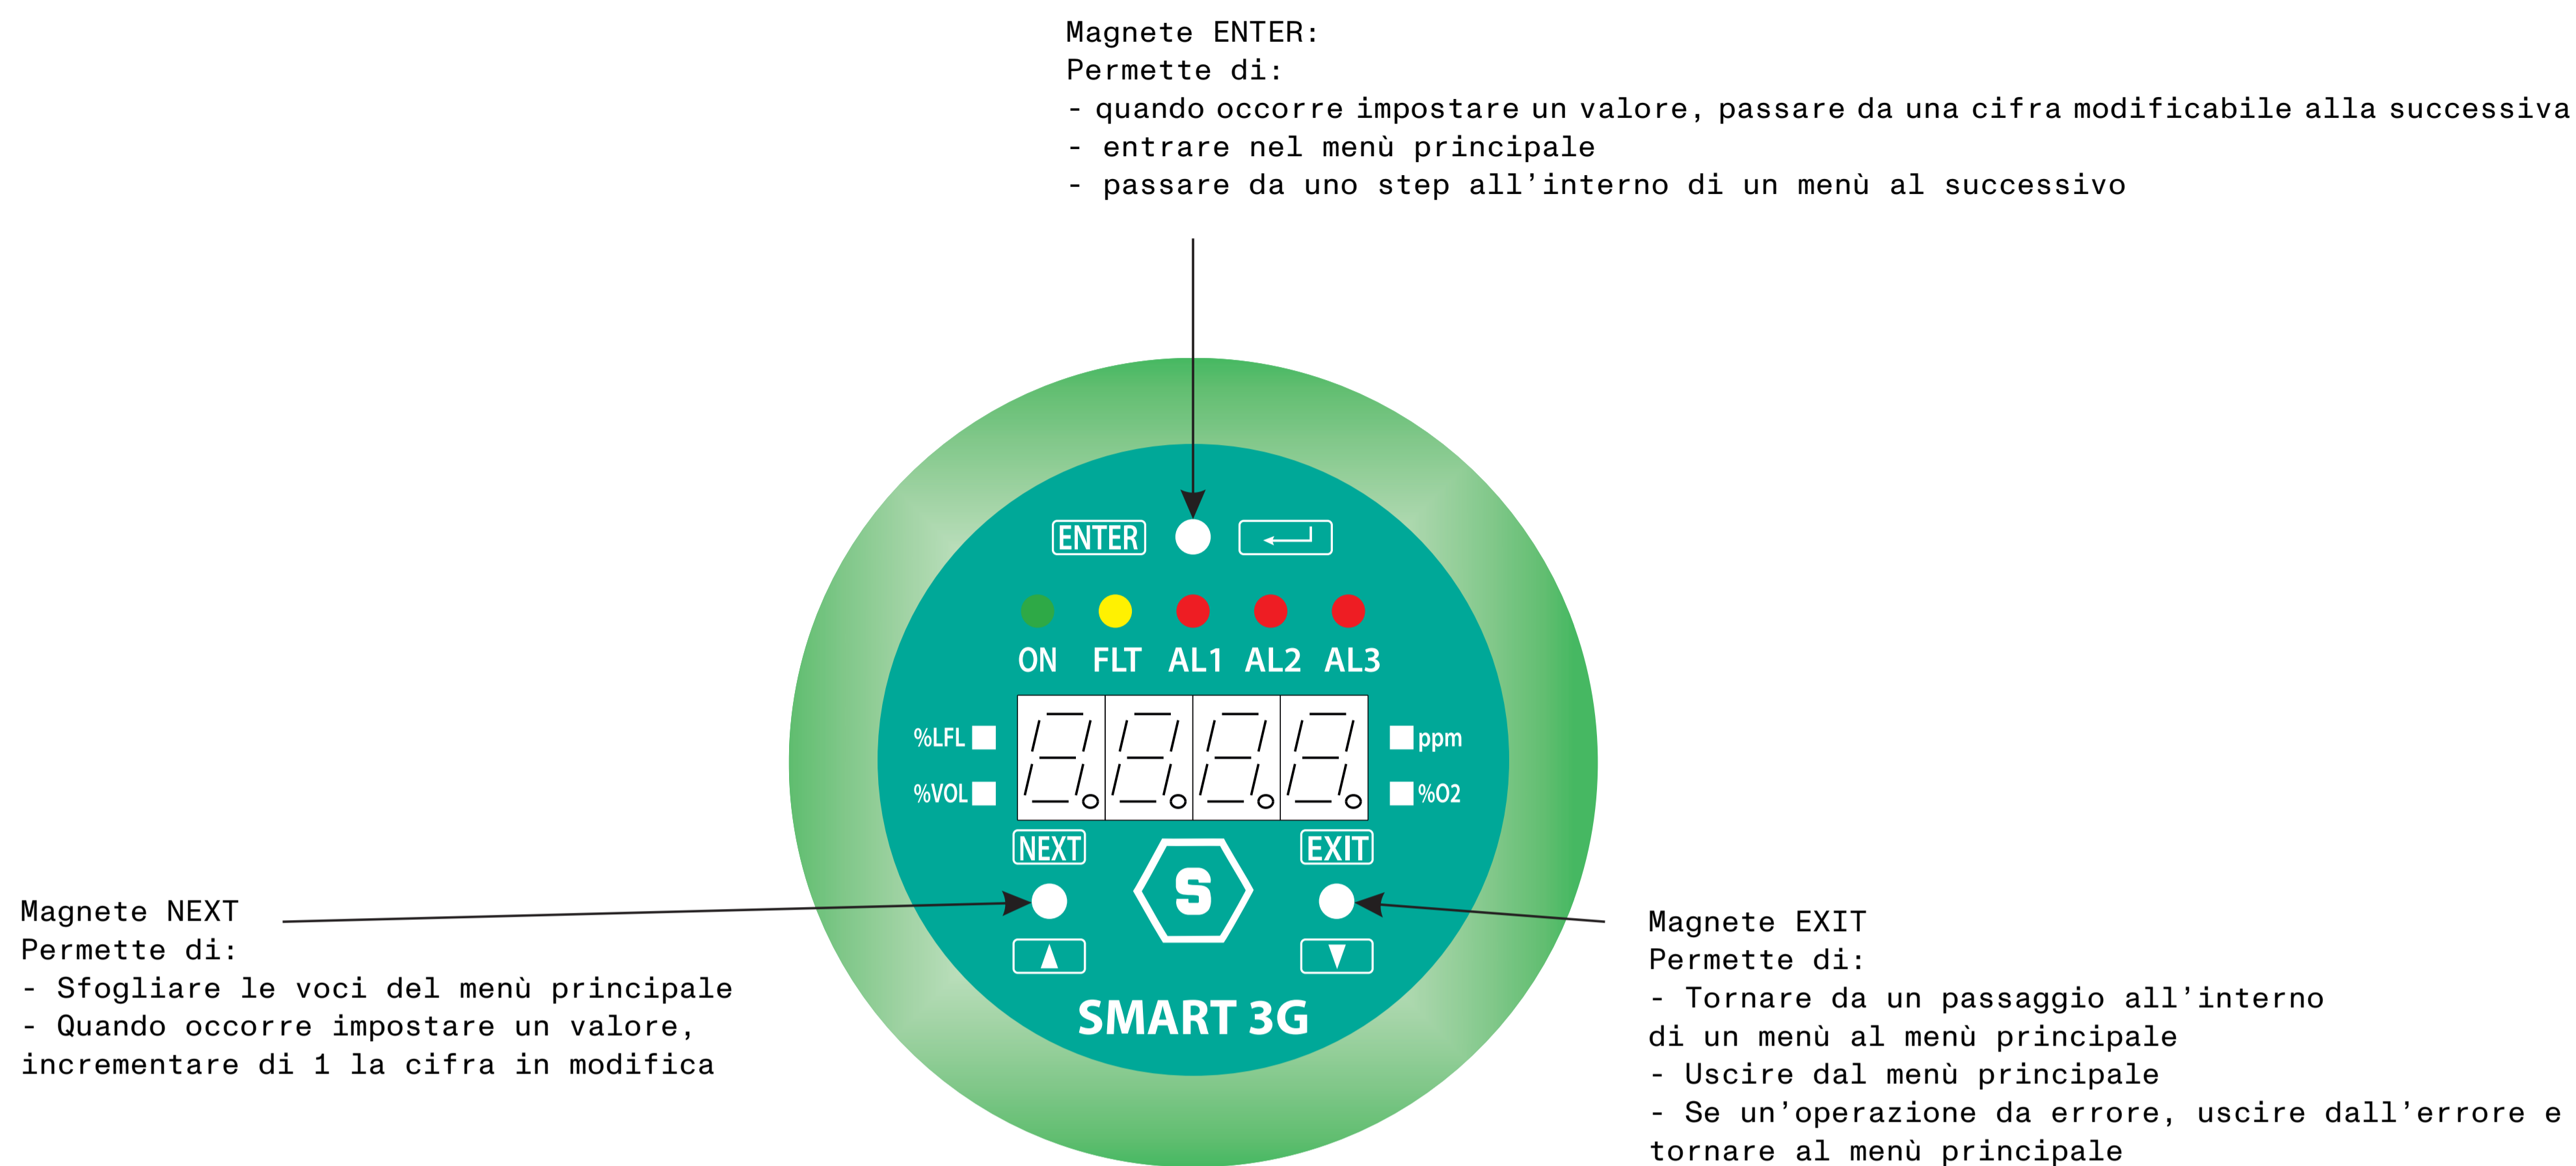 Magnete ENTER:
Permette di:
- quando occorre impostare un valore, passare da una cifra modificabile alla successiva
- entrare nel menù principale
- passare da uno step all’interno di un menù al successivo
ENTER
ON FLT AL1 AL2 AL3
%LFL 8.8.8.8. ppm
%VOL %O2
NEXT EXIT
S
SMART 3G
Magnete NEXT
Permette di:
- Sfogliare le voci del menù principale
- Quando occorre impostare un valore,
incrementare di 1 la cifra in modifica
Magnete EXIT
Permette di:
- Tornare da un passaggio all’interno
di un menù al menù principale
- Uscire dal menù principale
- Se un’operazione da errore, uscire dall’errore e
tornare al menù principale